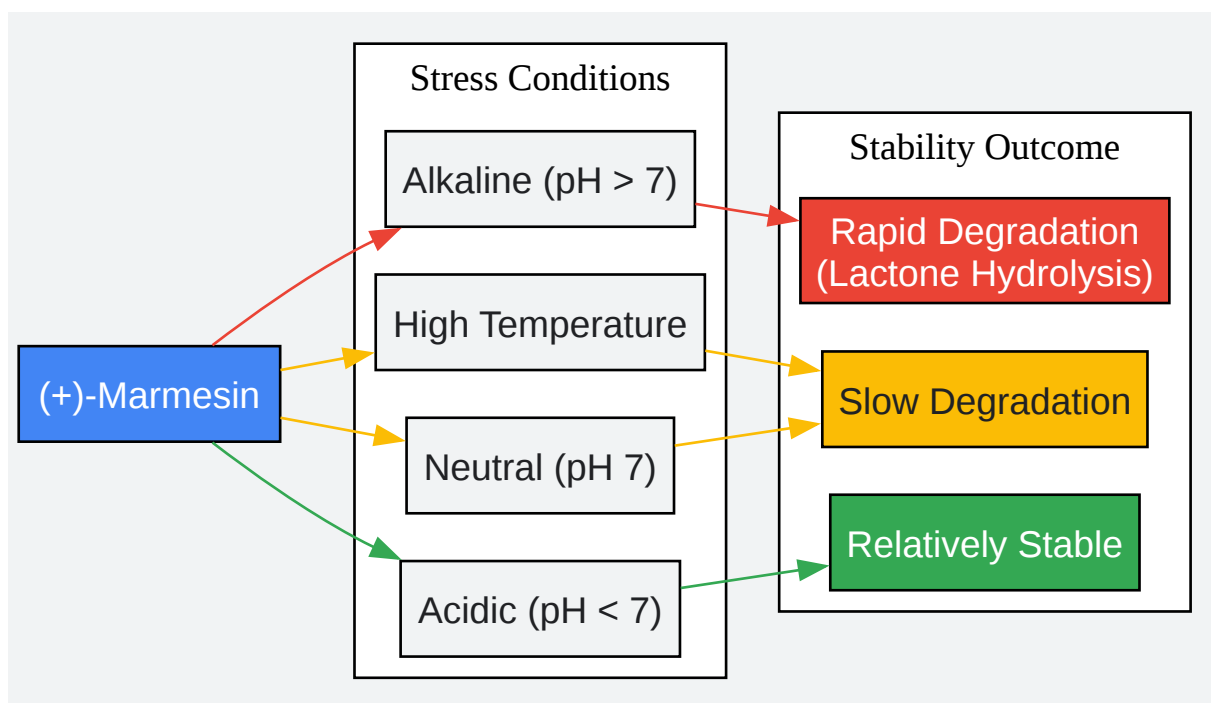 (+)-Marmesin
Stress Conditions
Alkaline (pH > 7)
High Temperature
Neutral (pH 7)
Acidic (pH < 7)
Stability Outcome
Rapid Degradation
(Lactone Hydrolysis)
Slow Degradation
Relatively Stable